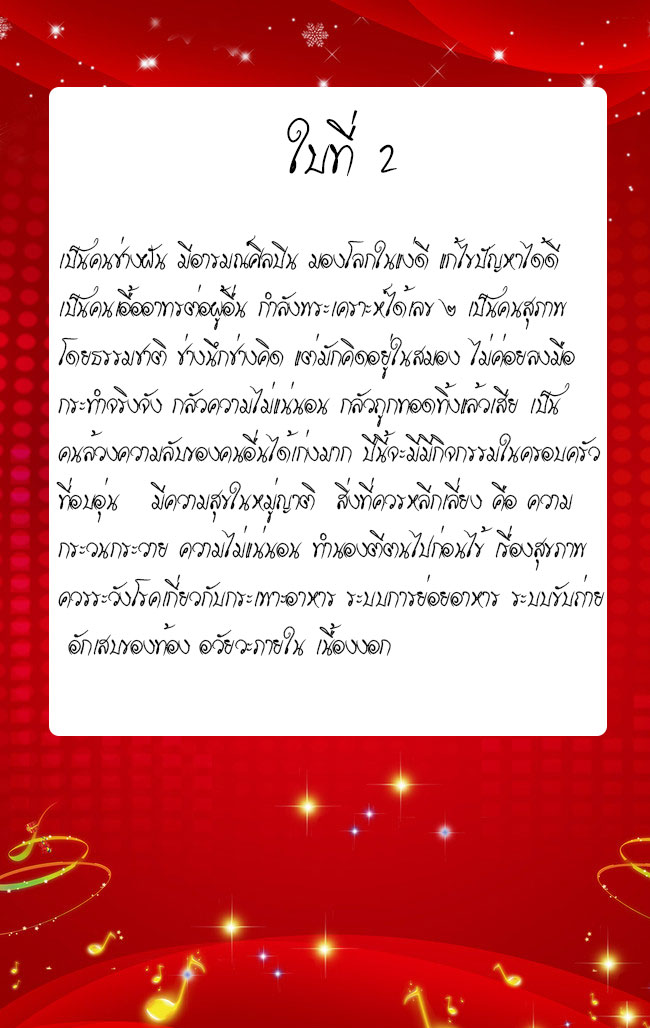 ใบที่ 2
เป็นคนช่างฝัน มีอารมณ์ศิลปิน มองโลกในแง่ดี แก้ไขปัญหาได้ดี
เป็นคนเอื้ออาทรต่อผู้อื่น กำลังพระเคราะห์ได้เลข ๒ เป็นคนสุภาพ
โดยธรรมชาติ ช่างนึกช่างคิด แต่มักคิดอยู่ในสมอง ไม่ค่อยลงมือ
กระทำจริงจัง กลัวความไม่แน่นอน กลัวถูกทอดทิ้งแล้วเสีย เป็น
คนล้วงความลับของคนอื่นได้เก่งมาก ปีนี้จะมีมีกิจกรรมในครอบครัว
ที่อบอุ่น มีความสุขในหมู่ญาติ สิ่งที่ควรหลีกเลี่ยง คือ ความ
กระวนกระวาย ความไม่แน่นอน ทำนองตีตนไปก่อนไข้ เรื่องสุขภาพ
ควรระวังโรคเกี่ยวกับกระเพาะอาหาร ระบบการย่อยอาหาร ระบบขับถ่าย
อักเสบของท้อง อวัยวะภายใน เนื้องงอก